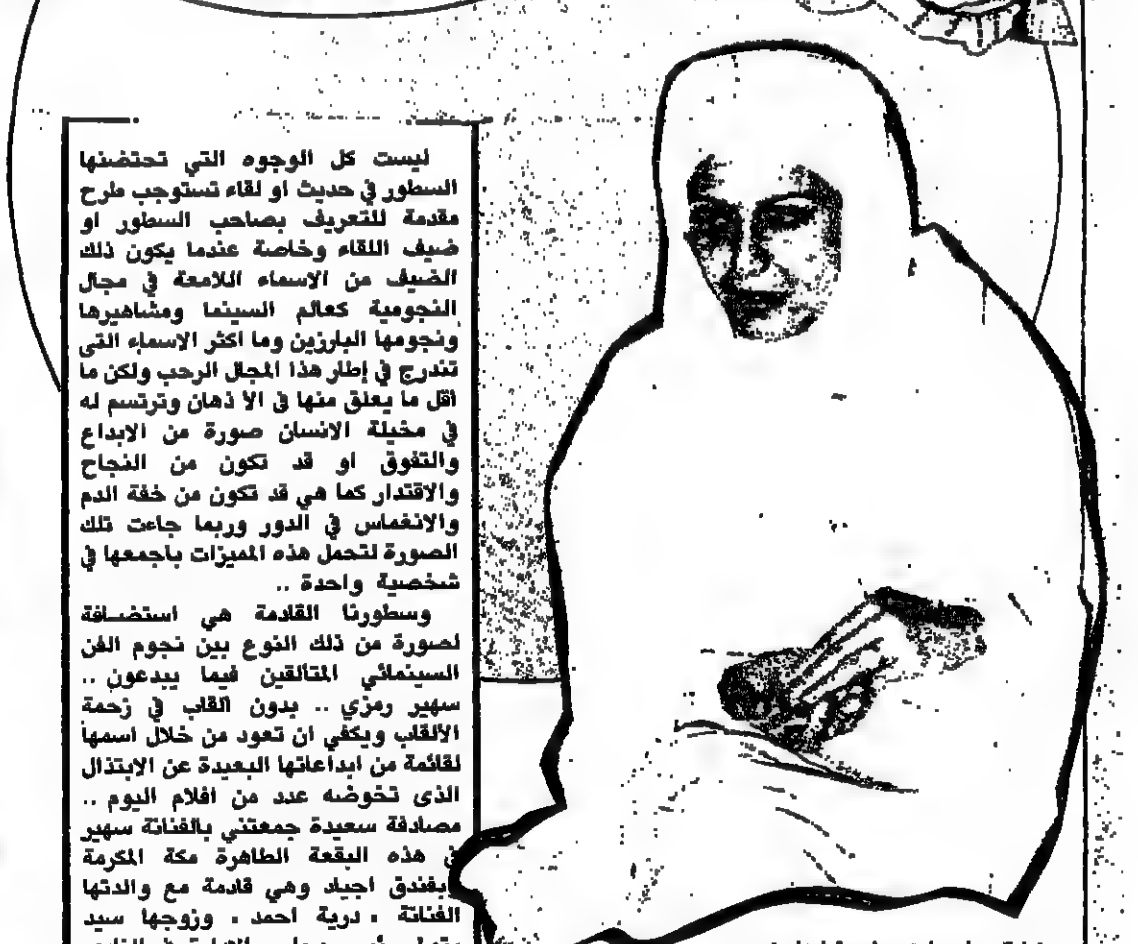 ليست كل الوجوه التي تحتضنها
السطور في حديث او لقاء تستوجب طرح
مقدمة للتعريف بصاحب السطور او
ضيف اللقاء وخاصة عندما يكون ذلك
الضيف من الاسماء اللامعة في مجال
النجومية كعالم السينما ومشاهيرها
ونجومها البارزين وما اكثر الاسماء التى
تندرج في إطار هذا المجال الرحب ولكن ما
أقل ما يعلق منها في الأ ذهان وترتسم له
في مخيلة الانسان صورة من الابداع
والتفوق او قد تكون من النجاح
والاقتدار كما هي قد تكون من خفة الدم
والانغماس في الدور وربما جاءت تلك
الصورة لتحمل هذه المميزات باجمعها في
شخصية واحدة ..
وسطورنا القادمة هي استضافة
لصورة من ذلك النوع بين نجوم الفن
السينمائي المتألقين فيما يبدعون ..
سهير رمزي .. بدون ألقاب في زحمة
الألقاب ويكفي ان تعود من خلال اسمها
لقائمة من ابداعاتها البعيدة عن الابتذال
الذى تخوضه عدد من افلام اليوم ..
مصادفة سعيدة جمعتني بالفنانة سهير
في هذه البقعة الطاهرة مكة المكرمة
بفندق اجياد وهي قادمة مع والدتها
الفنانة « درية احمد » وزوجها سيد